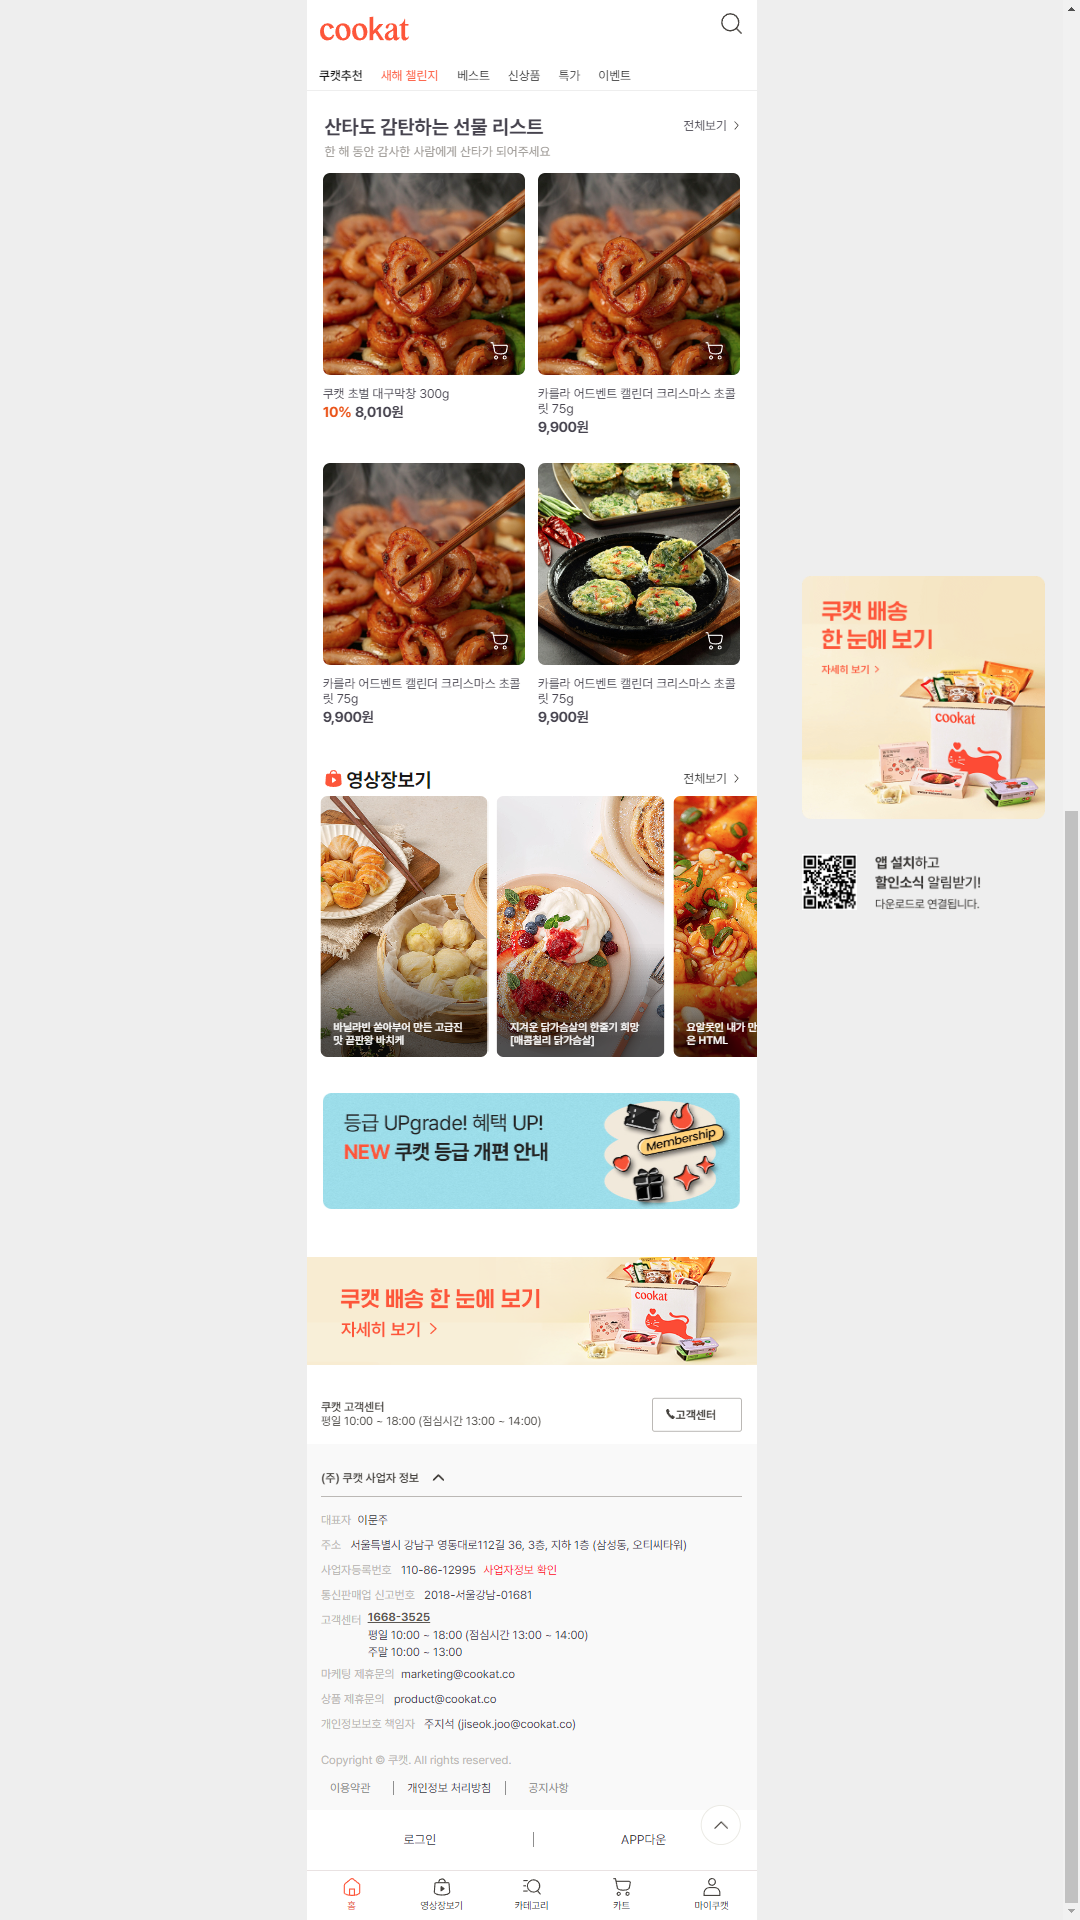 cookat
쿠캣추천 새해 챌린지 베스트 신상품 특가 이벤트
산타도 감탄하는 선물 리스트
전체보기
한 해 동안 감사한 사람에게 산타가 되어주세요
쿠캣 초벌 대구막창 300g
10% 8,010원
카를라 어드벤트 캘린더 크리스마스 초콜
릿 75g
9,900원
카를라 어드벤트 캘린더 크리스마스 초콜
릿 75g
9,900원
카를라 어드벤트 캘린더 크리스마스 초콜
릿 75g
9,900원
쿠캣 배송
한 눈에 보기
자세히 보기
cookat
앱 설치하고
할인소식 알림받기!
다운로드로 연결됩니다.
영상장보기
전체보기
바닐라빈 쏟아부어 만든 고급진
맛 끝판왕 바치케
지겨운 닭가슴살의 한줄기 희망
[매콤칠리 닭가슴살]
요알못인 내가 만
은 HTML
등급 UPgrade! 혜택 UP!
NEW 쿠캣 등급 개편 안내
Membership
쿠캣 배송 한 눈에 보기
자세히 보기
cookat
쿠캣 고객센터
평일 10:00 ~ 18:00 (점심시간 13:00 ~ 14:00)
고객센터
(주) 쿠캣 사업자 정보
대표자 이문주
주소 서울특별시 강남구 영동대로112길 36, 3층, 지하 1층 (삼성동, 오티씨타워)
사업자등록번호 110-86-12995 사업자정보 확인
통신판매업 신고번호 2018-서울강남-01681
고객센터 1668-3525
평일 10:00 ~ 18:00 (점심시간 13:00 ~ 14:00)
주말 10:00 ~ 13:00
마케팅 제휴문의 marketing@cookat.co
상품 제휴문의 product@cookat.co
개인정보보호 책임자 주지석 (jiseok.joo@cookat.co)
Copyright © 쿠캣. All rights reserved.
이용약관 | 개인정보 처리방침 | 공지사항
로그인 | APP다운
홈 영상장보기 카테고리 카트 마이쿠캣